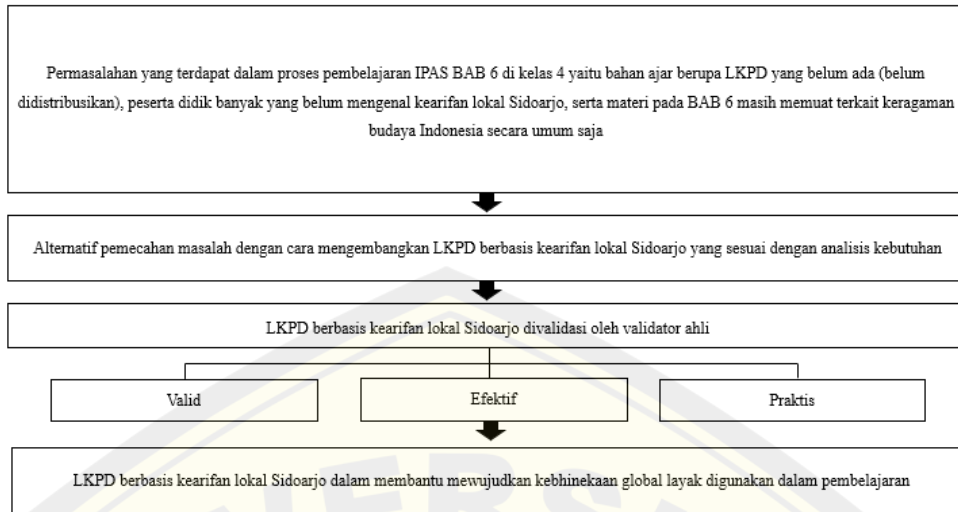 Permasalahan yang terdapat dalam proses pembelajaran IPAS BAB 6 di kelas 4 yaitu bahan ajar berupa LKPD yang belum ada (belum
didistribusikan), peserta didik banyak yang belum mengenal kearifan lokal Sidoarjo, serta materi pada BAB 6 masih memuat terkait keragaman
budaya Indonesia secara umum saja
Alternatif pemecahan masalah dengan cara mengembangkan LKPD berbasis kearifan lokal Sidoarjo yang sesuai dengan analisis kebutuhan
LKPD berbasis kearifan lokal Sidoarjo divalidasi oleh validator ahli
Valid
Efektif
Praktis
LKPD berbasis kearifan lokal Sidoarjo dalam membantu mewujudkan kebhinekaan global layak digunakan dalam pembelajaran